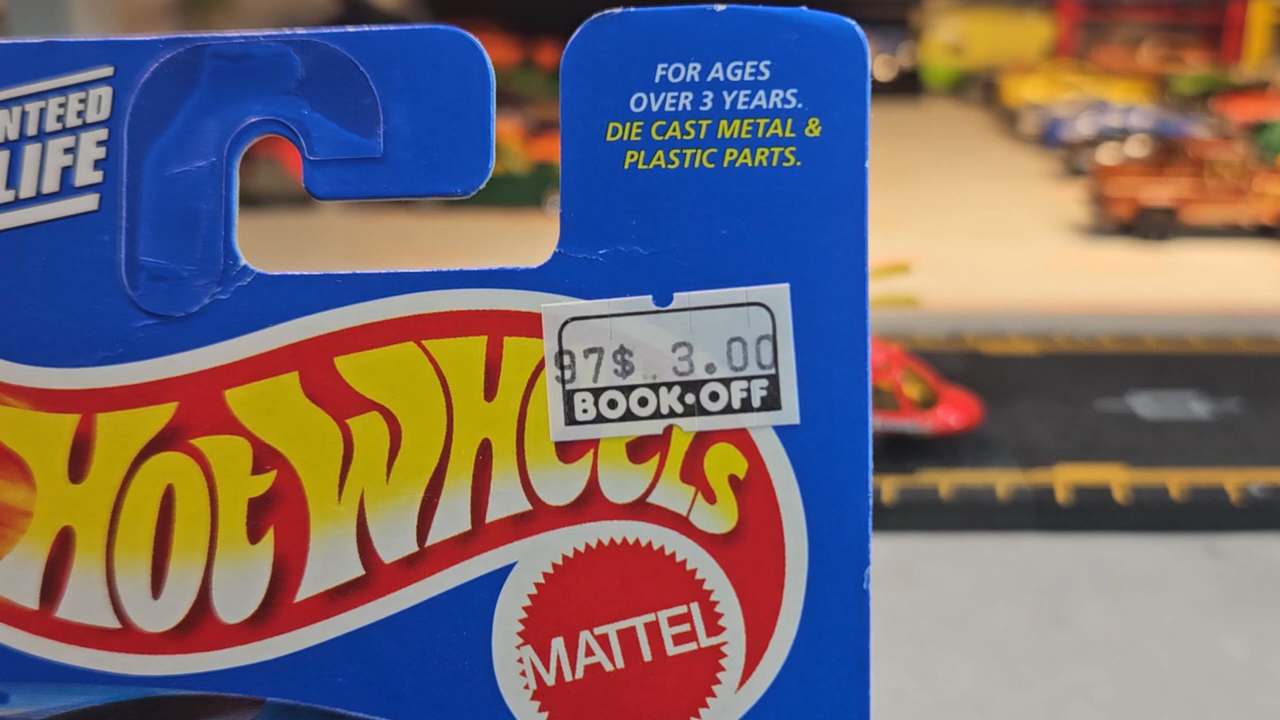 ANTEED
LIFE
FOR AGES
OVER 3 YEARS.
DIE CAST METAL &
PLASTIC PARTS.
97$ 3.00
BOOK•OFF
HOT WHEELS
MATTEL